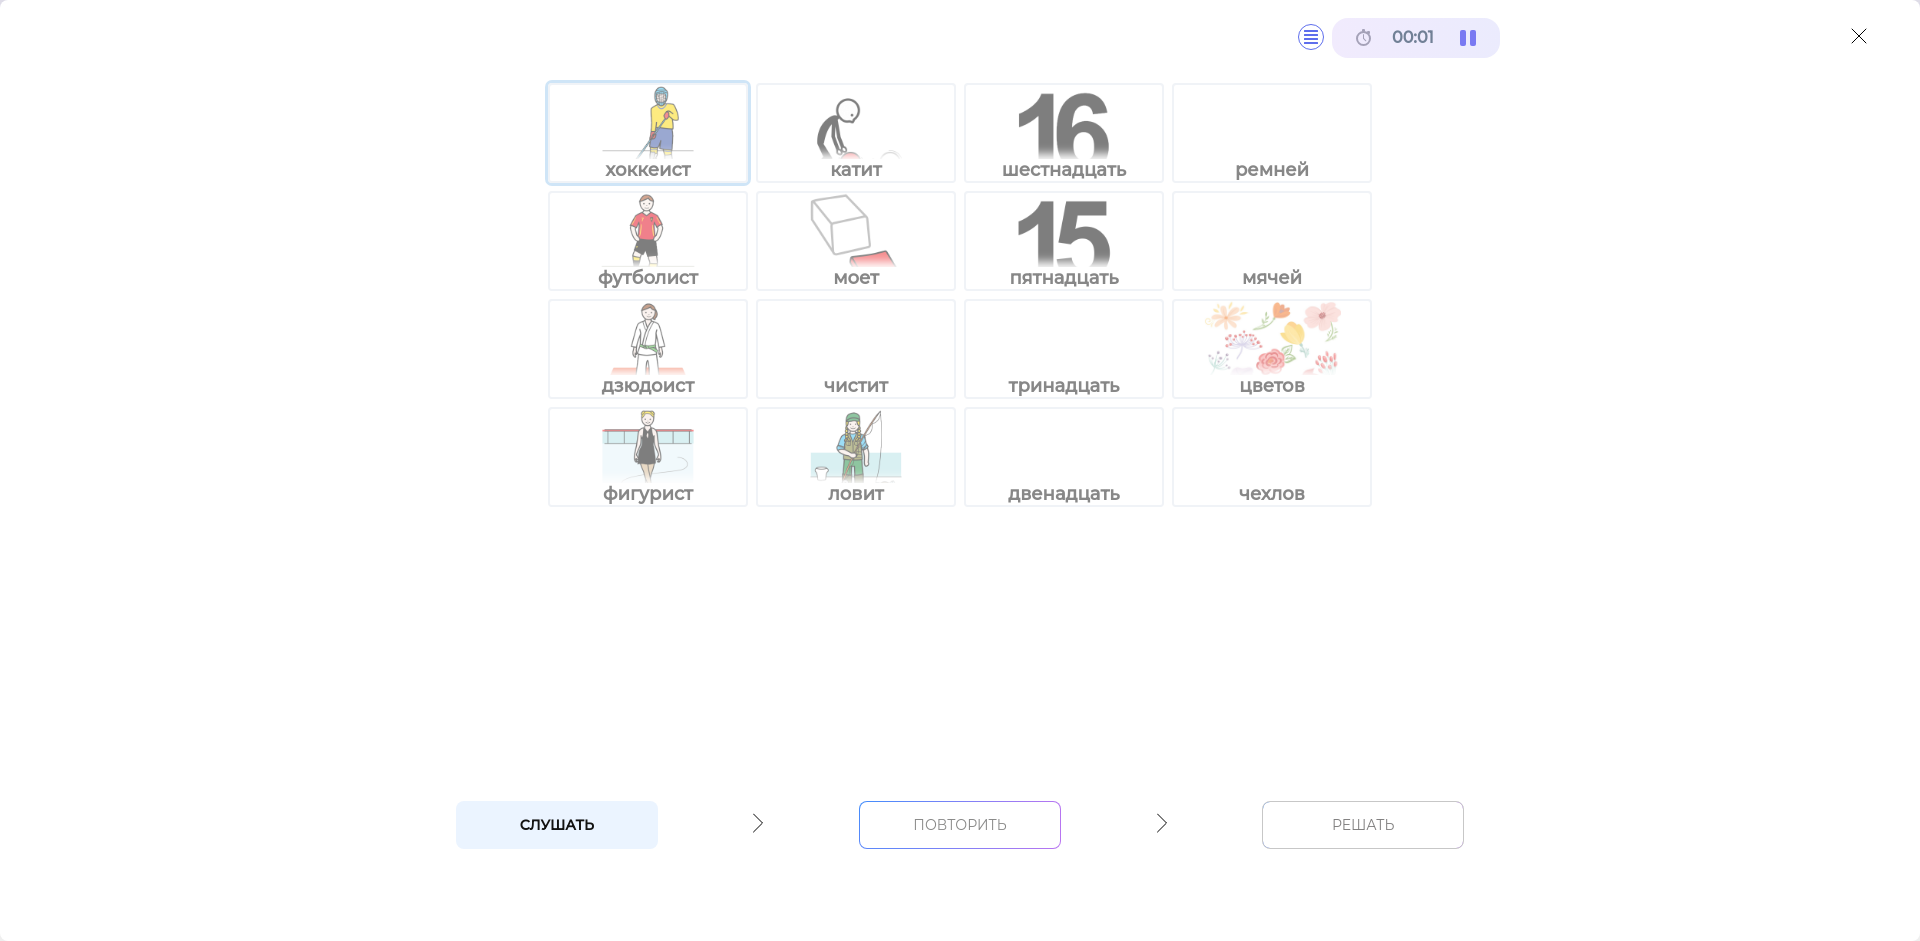 00:01
хоккеист
катит
16
шестнадцать
ремней
футболист
моет
15
пятнадцать
мячей
дзюдоист
чистит
тринадцать
цветов
фигурист
ловит
двенадцать
чехлов
СЛУШАТЬ
ПОВТОРИТЬ
РЕШАТЬ